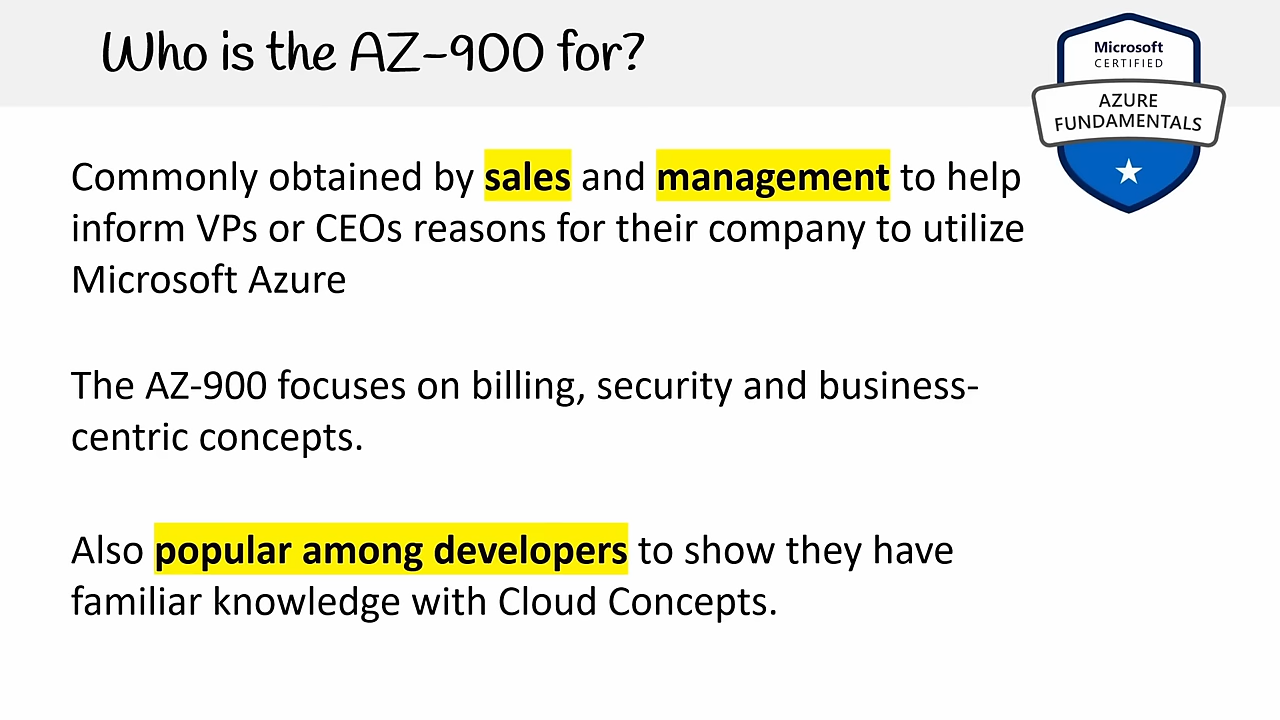 Who is the AZ-900 for?
Microsoft
CERTIFIED
AZURE
FUNDAMENTALS
Commonly obtained by sales and management to help
inform VPs or CEOs reasons for their company to utilize
Microsoft Azure
The AZ-900 focuses on billing, security and business-
centric concepts.
Also popular among developers to show they have
familiar knowledge with Cloud Concepts.